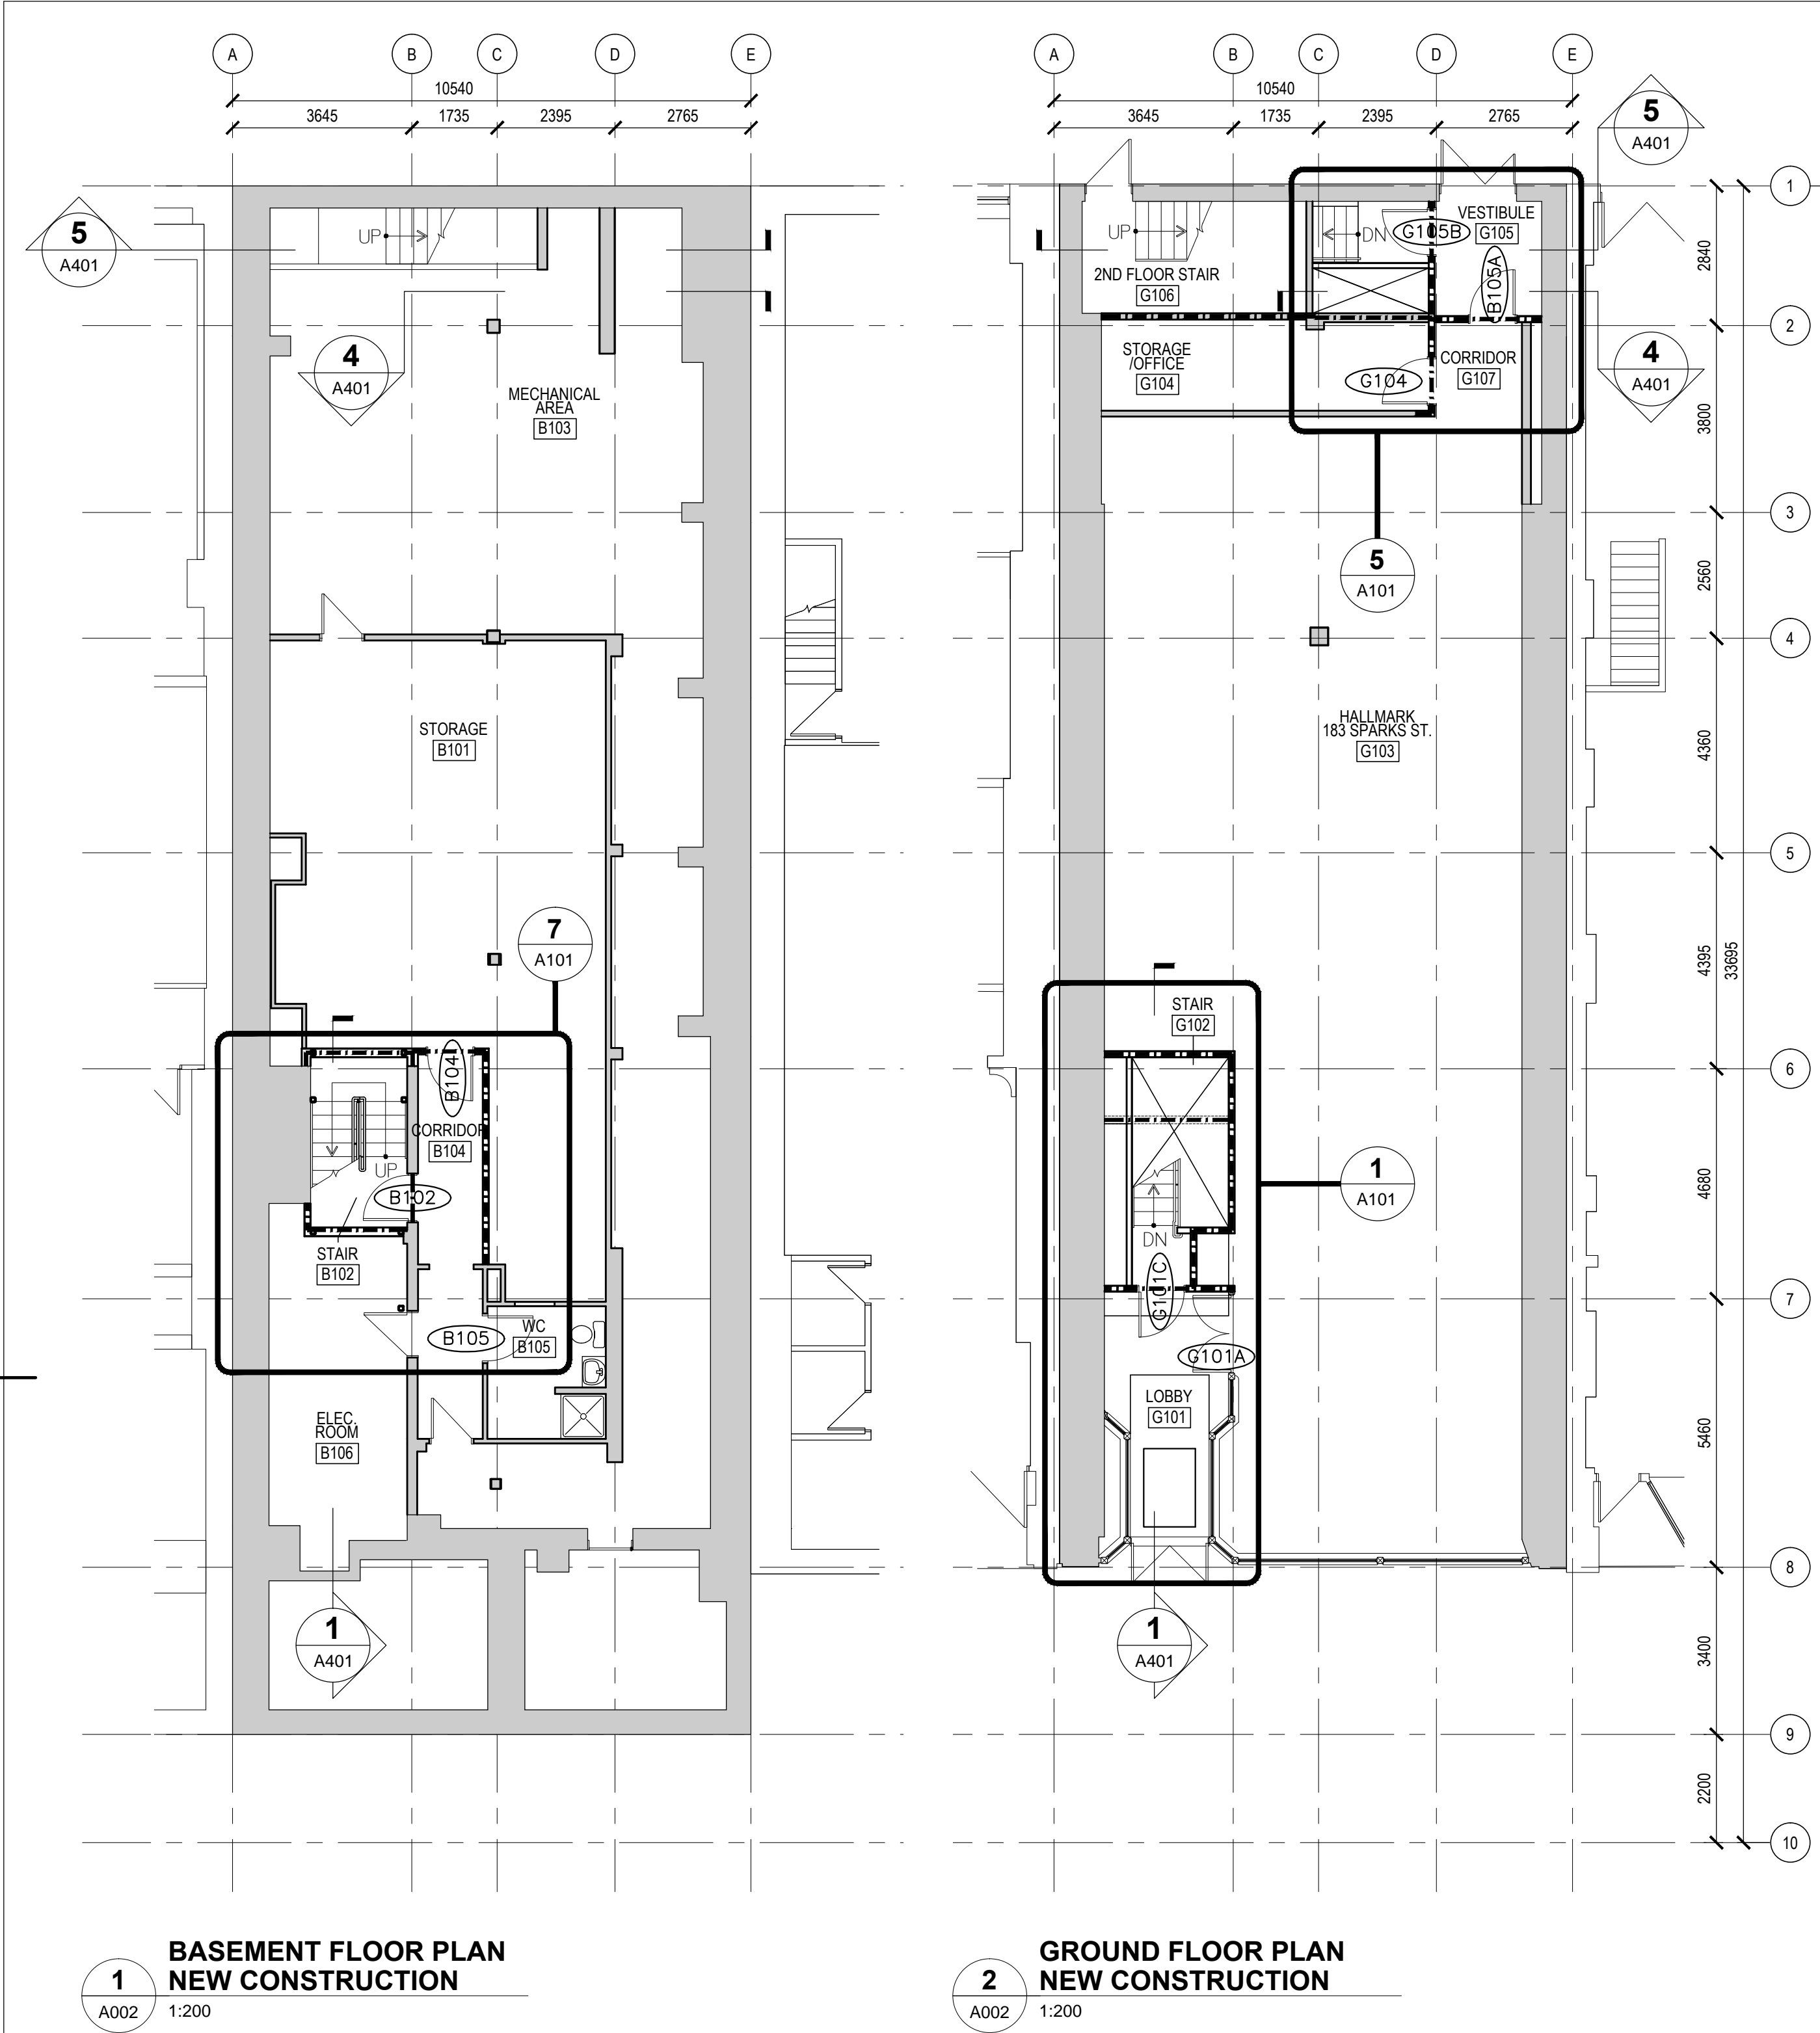 A
B
C
D
E
10540
3645
1735
2395
2765
5
A401
UP
4
A401
MECHANICAL
AREA
B103
STORAGE
B101
7
A101
B104
CORRIDOR
B104
UP
B102
STAIR
B102
B105
WC
B105
ELEC.
ROOM
B106
1
A401
1
A002
BASEMENT FLOOR PLAN
NEW CONSTRUCTION
1:200
A
B
C
D
E
10540
3645
1735
2395
2765
5
A401
UP
DN
G105B
VESTIBULE
G105
B105A
2ND FLOOR STAIR
G106
STORAGE
/OFFICE
G104
G104
CORRIDOR
G107
4
A401
5
A101
HALLMARK
183 SPARKS ST.
G103
STAIR
G102
1
A101
DN
G101C
G101A
LOBBY
G101
1
A401
1
2
3
4
5
6
7
8
9
10
2840
3800
2560
4360
4395
4680
5460
3400
2200
33695
2
A002
GROUND FLOOR PLAN
NEW CONSTRUCTION
1:200